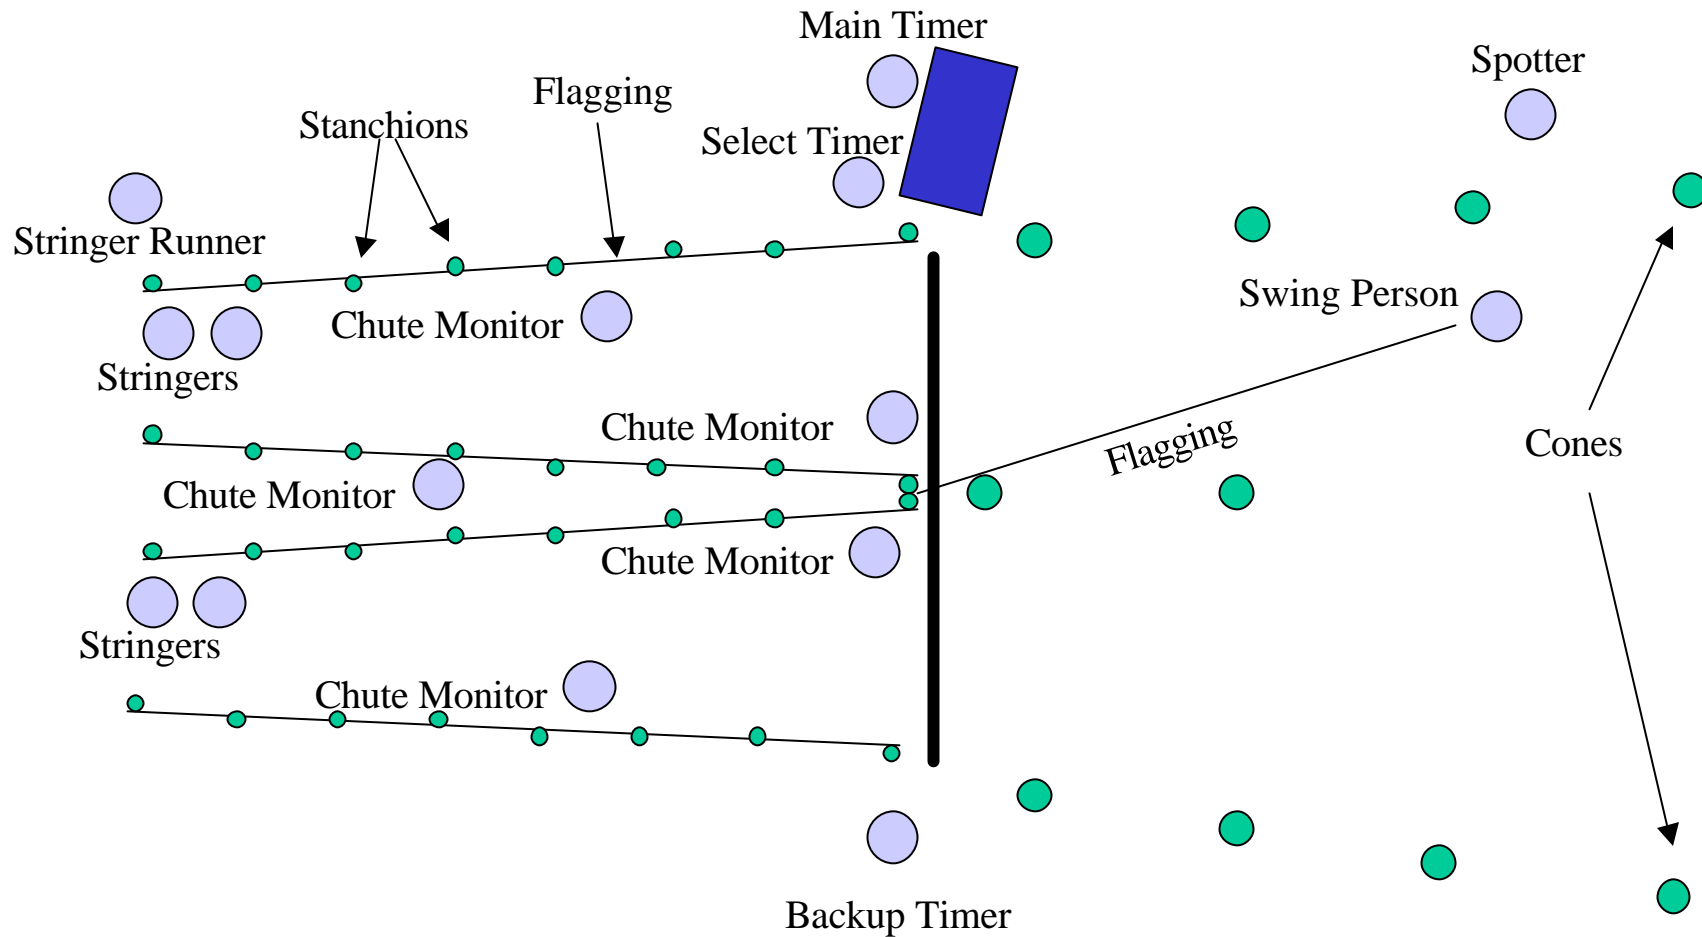 Main Timer
Spotter
Flagging
Stanchions
Select Timer
Stringer Runner
Swing Person
Chute Monitor
Stringers
Chute Monitor
Flagging
Cones
Chute Monitor
Chute Monitor
Stringers
Chute Monitor
Backup Timer